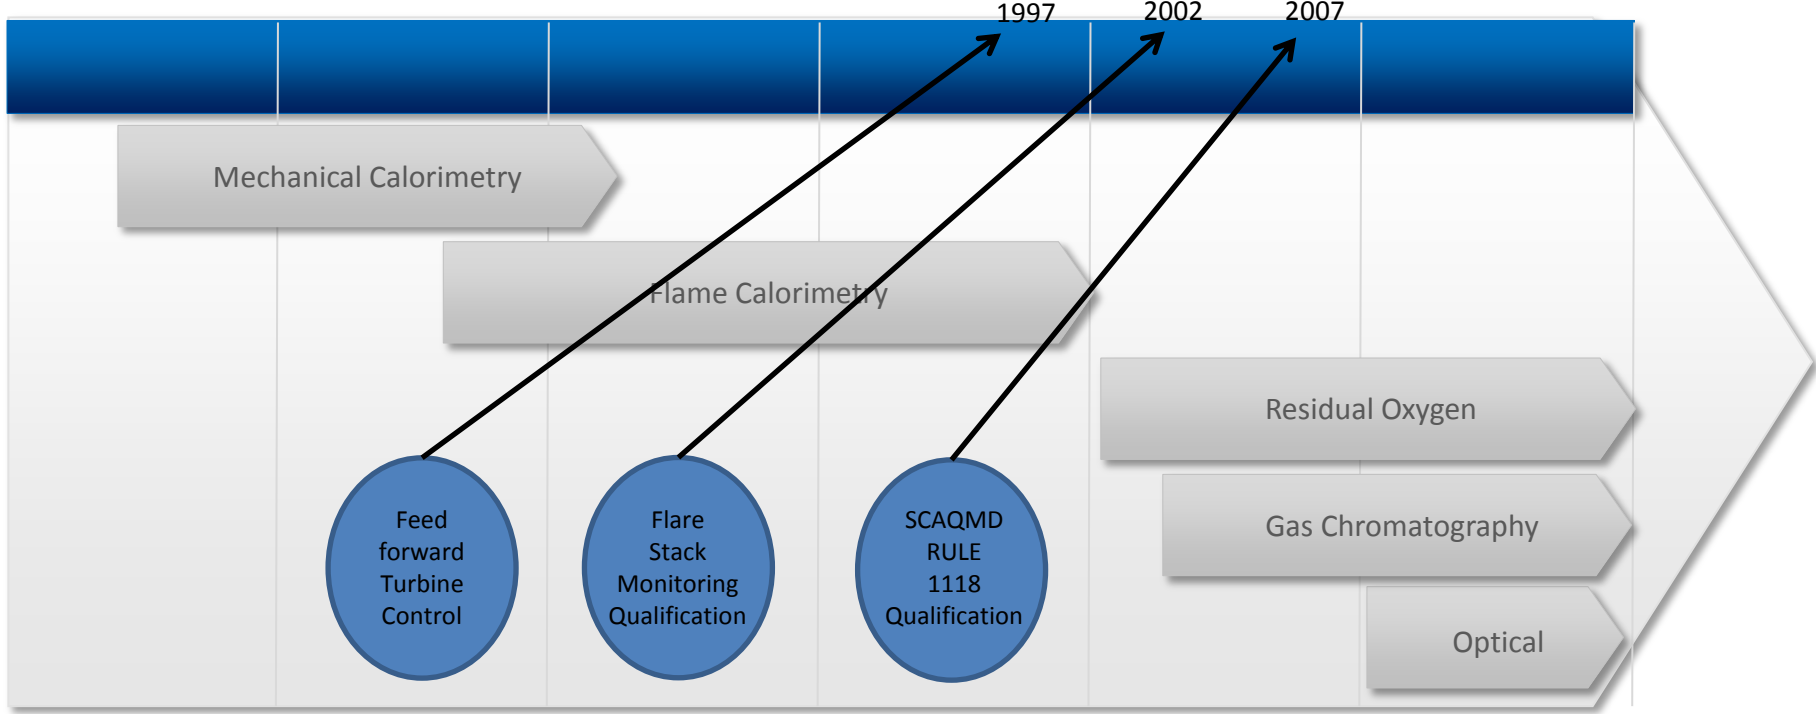 1997 2002 2007
Mechanical Calorimetry
Flame Calorimetry
Residual Oxygen
Gas Chromatography
Optical
Feed
forward
Turbine
Control
Flare
Stack
Monitoring
Qualification
SCAQMD
RULE
1118
Qualification